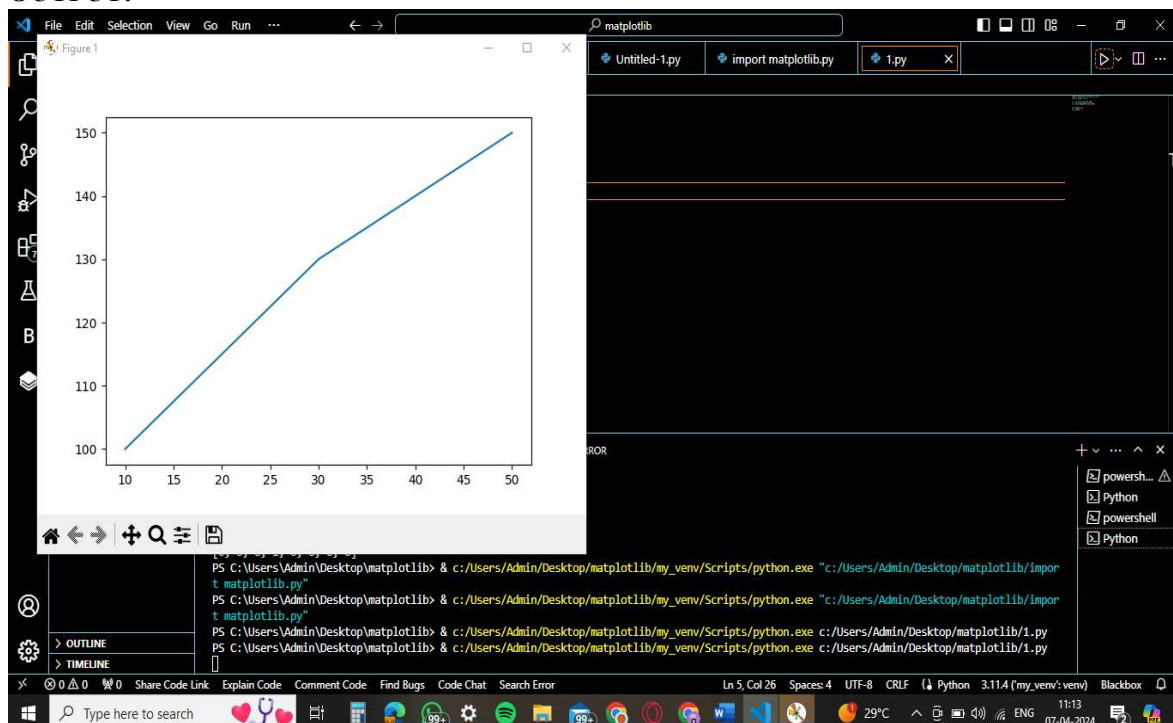 File Edit Selection View Go Run ··· ← → matplotlib
Figure 1
Untitled-1.py import matplotlib.py 1.py
150
140
130
120
110
100
10 15 20 25 30 35 40 45 50
B
7
powersh...
Python
powershell
Python
PS C:\Users\Admin\Desktop\matplotlib> & c:/Users/Admin/Desktop/matplotlib/my_venv/Scripts/python.exe "c:/Users/Admin/Desktop/matplotlib/impor
t matplotlib.py"
PS C:\Users\Admin\Desktop\matplotlib> & c:/Users/Admin/Desktop/matplotlib/my_venv/Scripts/python.exe "c:/Users/Admin/Desktop/matplotlib/impor
t matplotlib.py"
PS C:\Users\Admin\Desktop\matplotlib> & c:/Users/Admin/Desktop/matplotlib/my_venv/Scripts/python.exe c:/Users/Admin/Desktop/matplotlib/1.py
PS C:\Users\Admin\Desktop\matplotlib> & c:/Users/Admin/Desktop/matplotlib/my_venv/Scripts/python.exe c:/Users/Admin/Desktop/matplotlib/1.py
> OUTLINE
> TIMELINE
0 0 0 Share Code Link Explain Code Comment Code Find Bugs Code Chat Search Error Ln 5, Col 26 Spaces: 4 UTF-8 CRLF Python 3.11.4 ('my_venv': venv) Blackbox
Type here to search 99+ 99+ 29°C ENG 11:13
07-04-2024 2